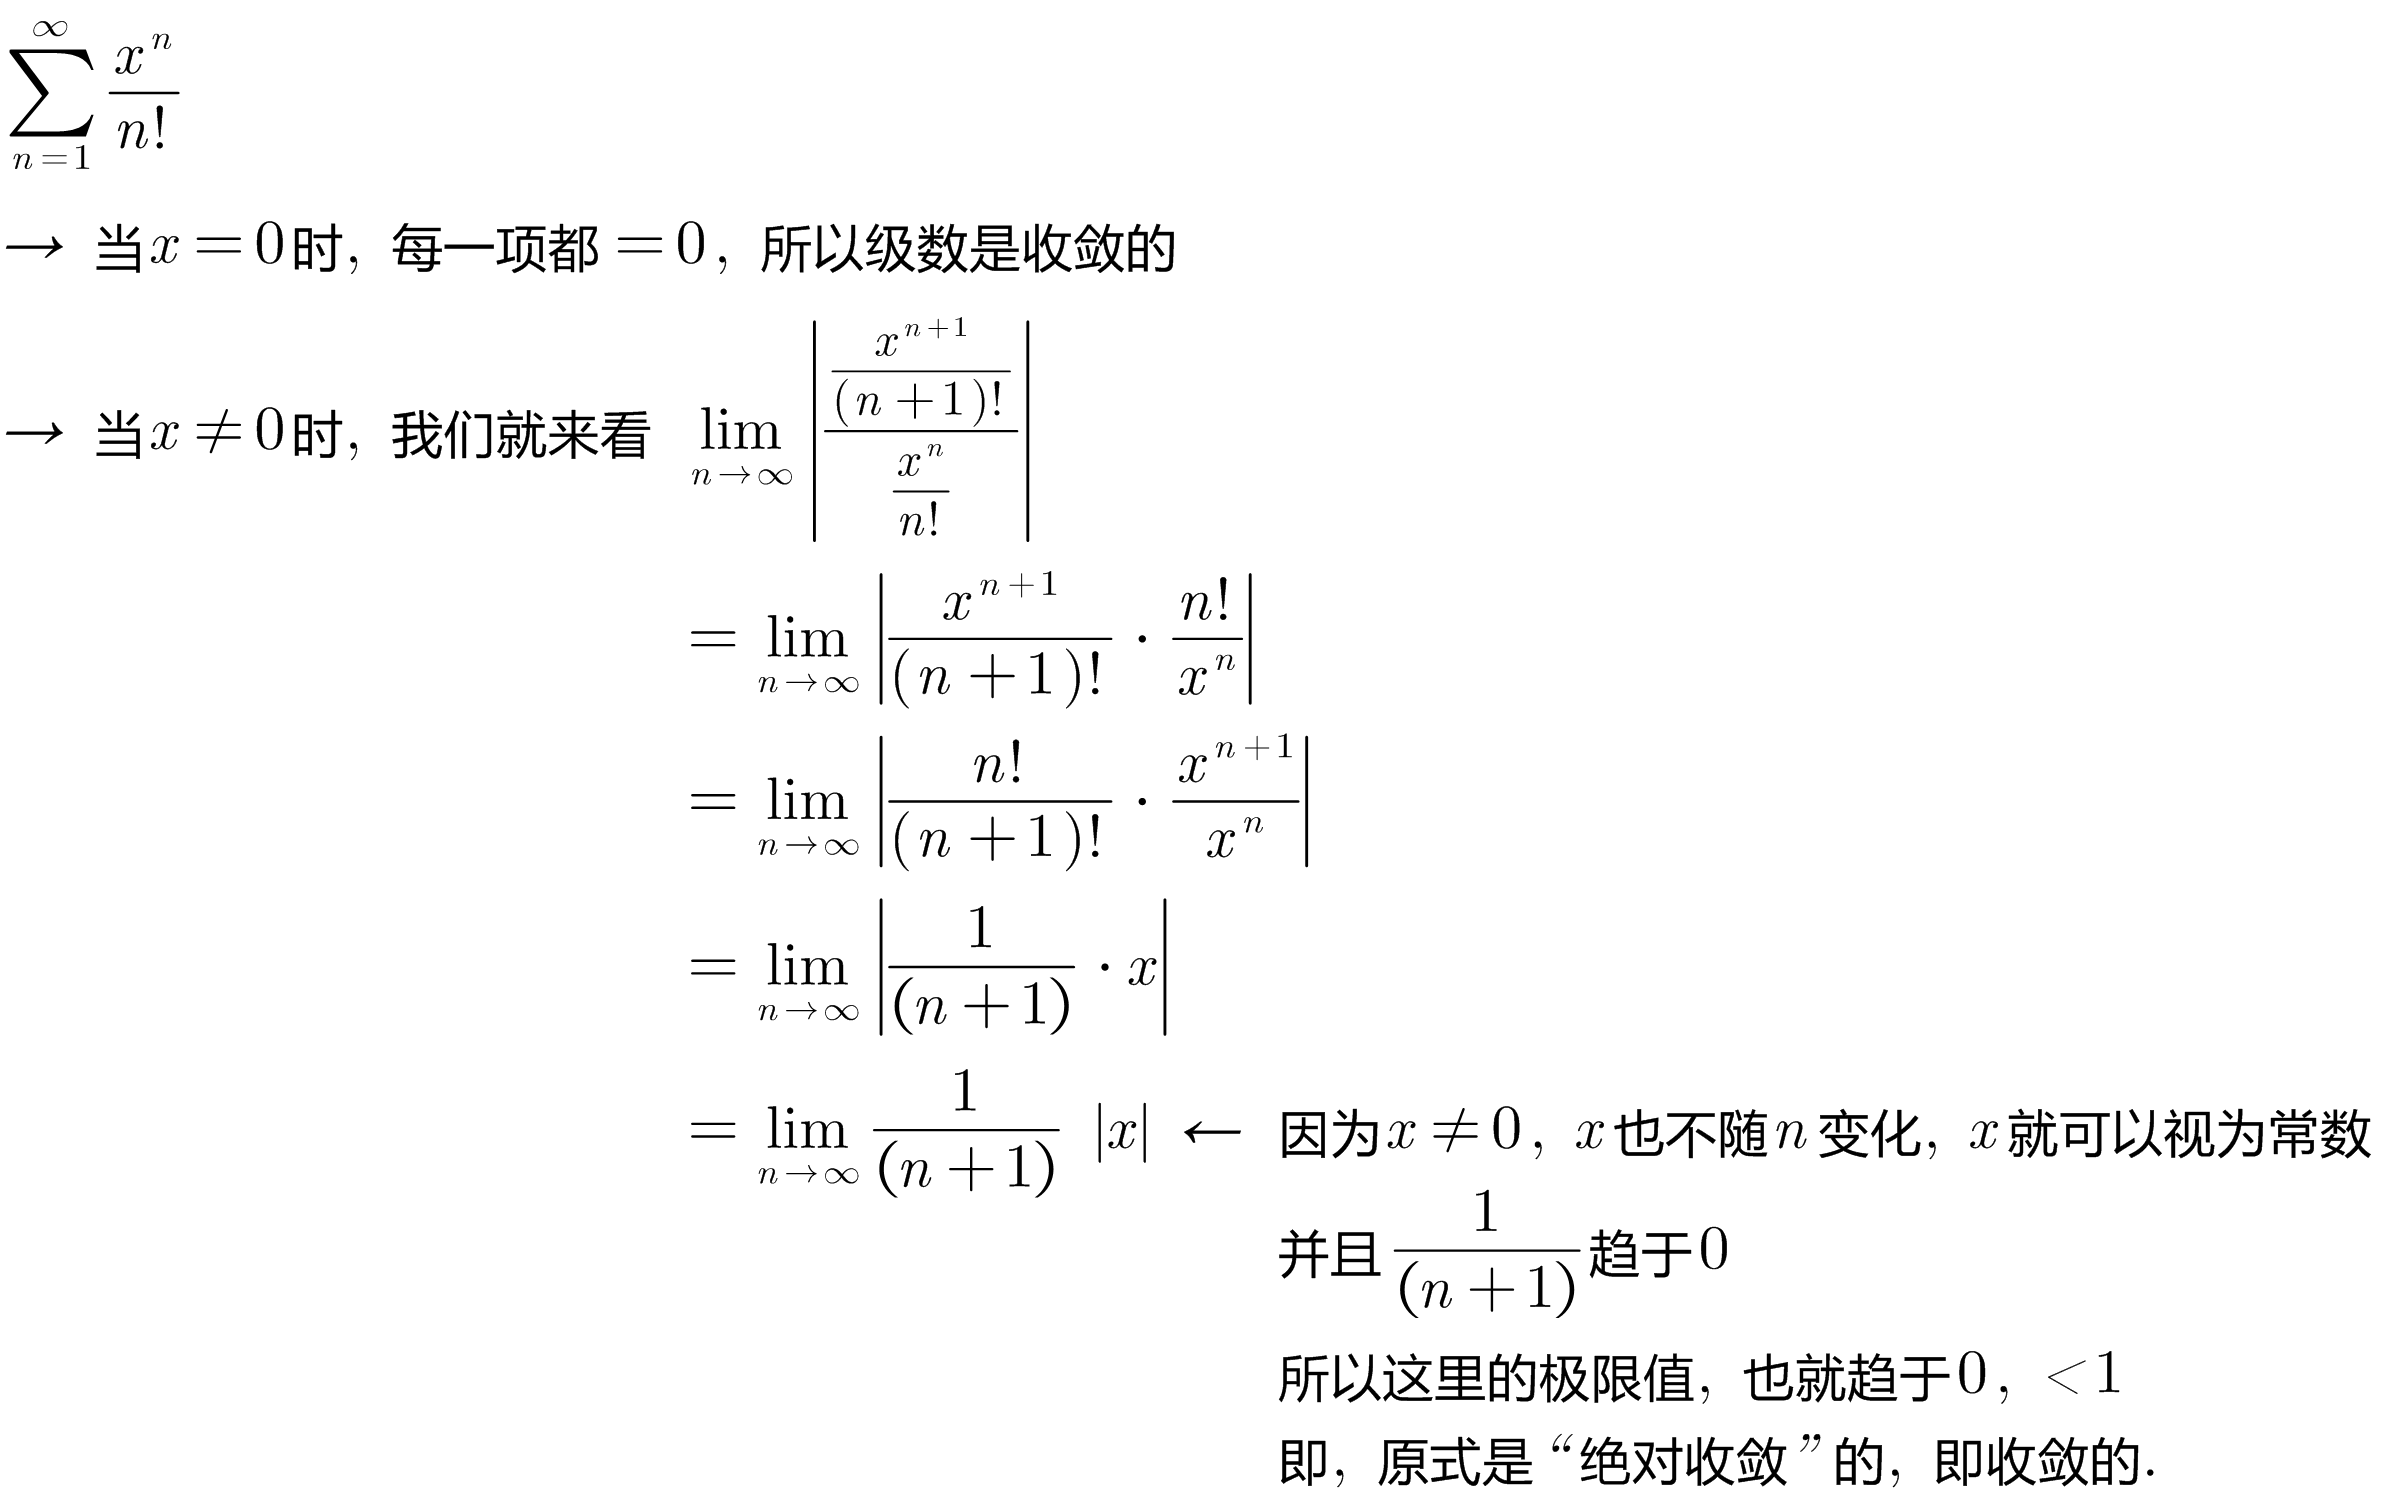 $\sum_{n=1}^{\infty} \frac{x^n}{n!}$
→ 当 $x = 0$ 时, 每一项都 $= 0$, 所以级数是收敛的
→ 当 $x \neq 0$ 时, 我们就来看 $\lim_{n \to \infty} \left| \frac{\frac{x^{n+1}}{(n+1)!}}{\frac{x^n}{n!}} \right|$
$= \lim_{n \to \infty} \left| \frac{x^{n+1}}{(n+1)!} \cdot \frac{n!}{x^n} \right|$
$= \lim_{n \to \infty} \left| \frac{n!}{(n+1)!} \cdot \frac{x^{n+1}}{x^n} \right|$
$= \lim_{n \to \infty} \left| \frac{1}{(n+1)} \cdot x \right|$
$= \lim_{n \to \infty} \frac{1}{(n+1)} |x|$ ← 因为 $x \neq 0$, $x$ 也不随 $n$ 变化, $x$ 就可以视为常数
并且 $\frac{1}{(n+1)}$ 趋于 $0$
所以这里的极限值, 也就趋于 $0$, $< 1$
即, 原式是 “绝对收敛” 的, 即收敛的.